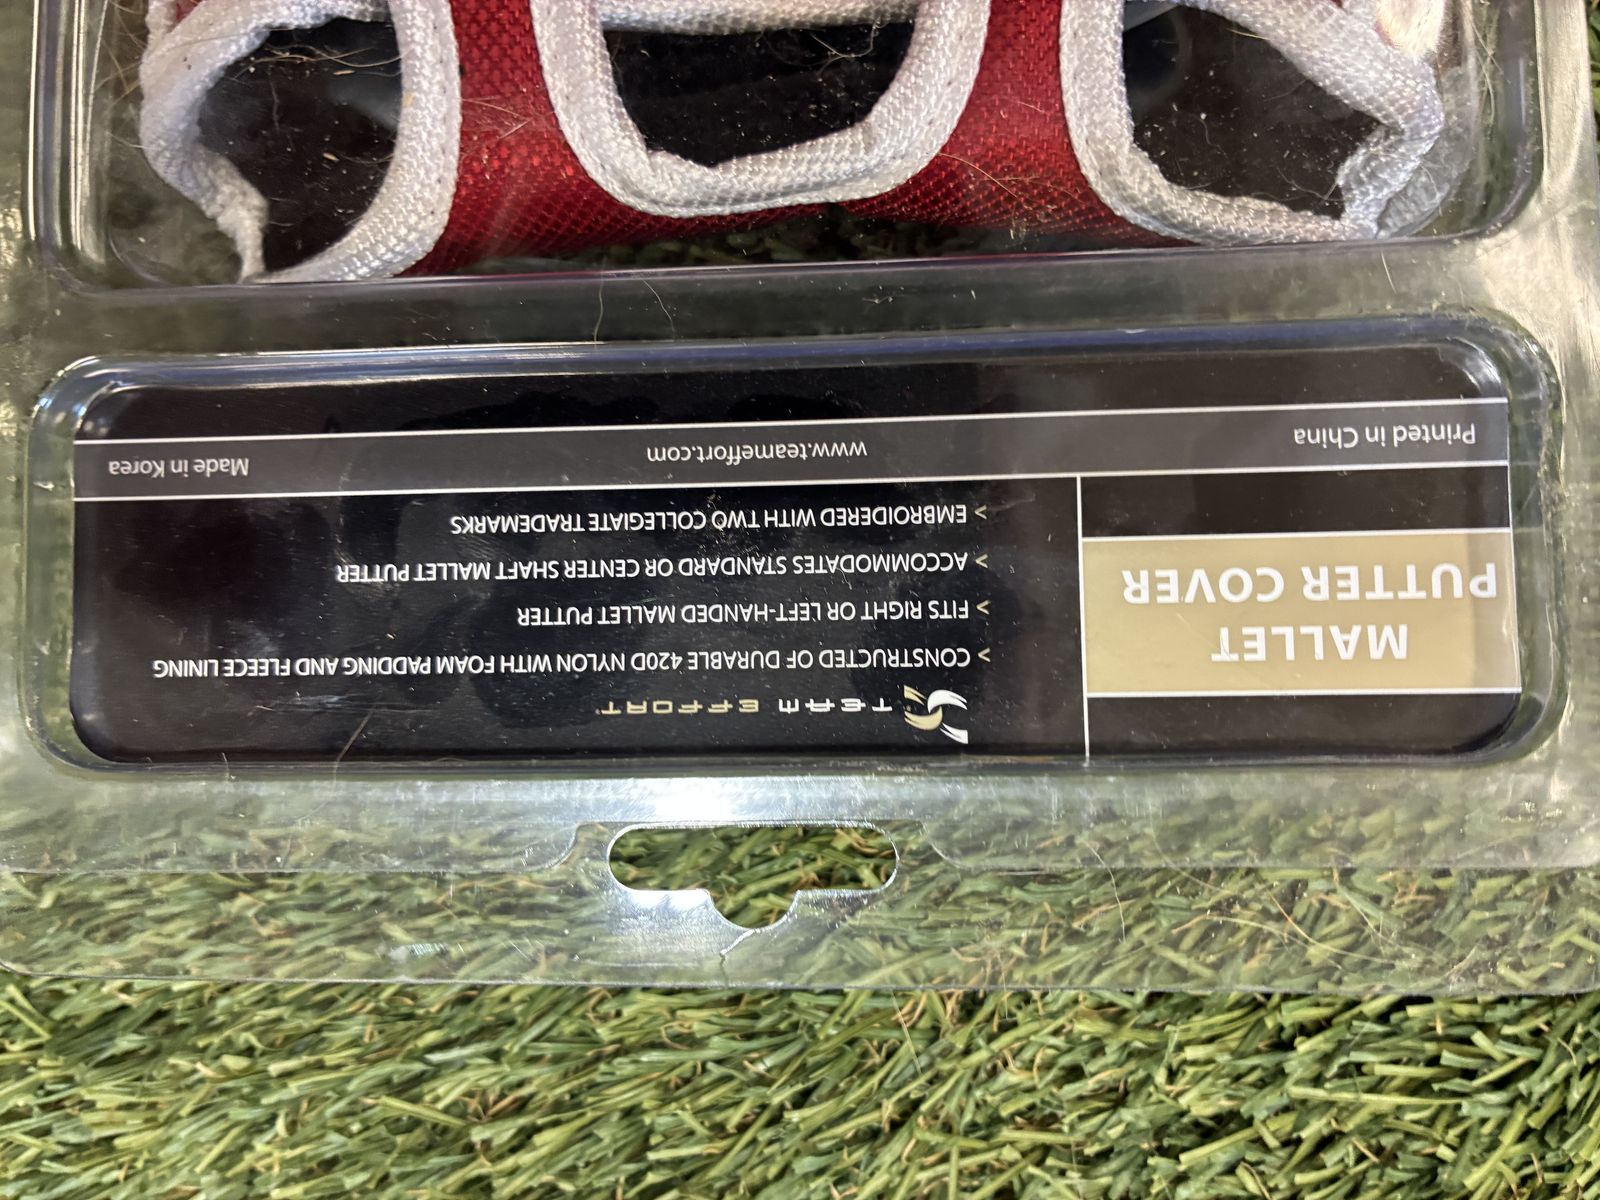 MALLET
PUTTER COVER
TEAM EFFORT
> CONSTRUCTED OF DURABLE 420D NYLON WITH FOAM PADDING AND FLEECE LINING
> FITS RIGHT OR LEFT-HANDED MALLET PUTTER
> ACCOMMODATES STANDARD OR CENTER SHAFT MALLET PUTTER
> EMBROIDERED WITH TWO COLLEGIATE TRADEMARKS
Printed in China
www.teameffort.com
Made in Korea